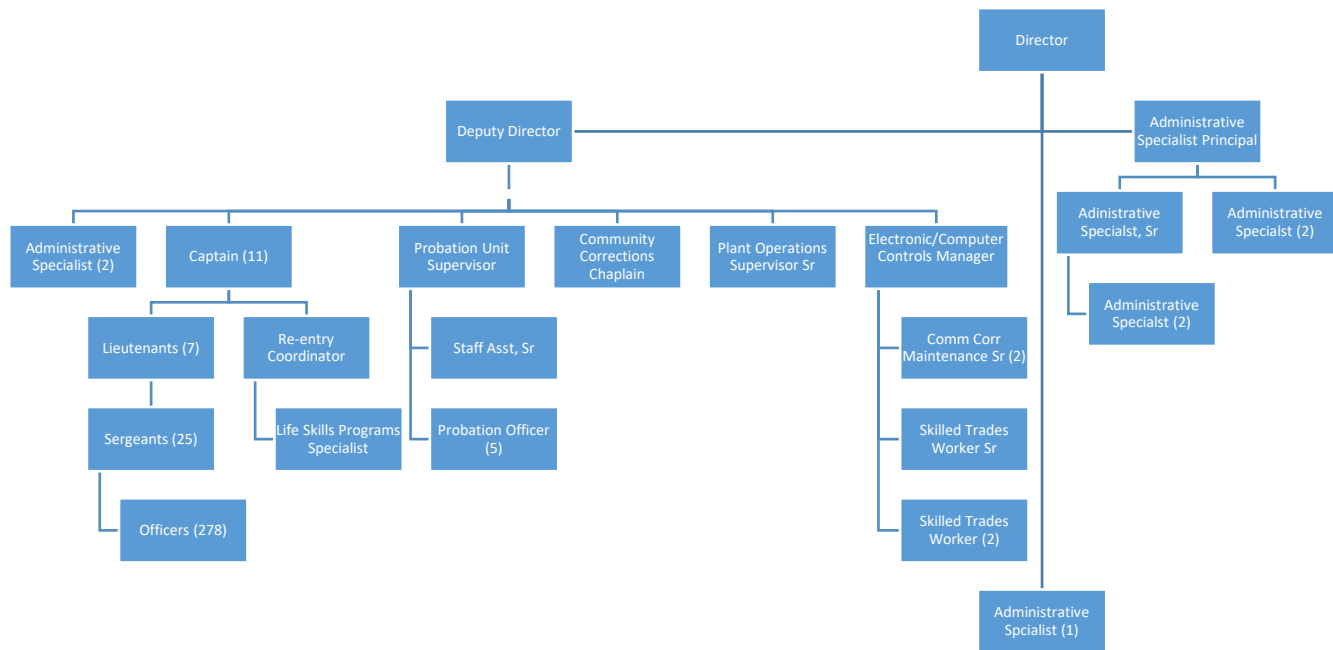 Director
Deputy Director
Administrative
Specialist Principal
Adinistrative
Specialst, Sr
Administrative
Specialist (2)
Administrative
Specialist (2)
Captain (11)
Probation Unit
Supervisor
Community
Corrections
Chaplain
Plant Operations
Supervisor Sr
Electronic/Computer
Controls Manager
Administrative
Specialst (2)
Lieutenants (7)
Re-entry
Coordinator
Staff Asst, Sr
Comm Corr
Maintenance Sr (2)
Sergeants (25)
Life Skills Programs
Specialist
Probation Officer
(5)
Skilled Trades
Worker Sr
Officers (278)
Skilled Trades
Worker (2)
Administrative
Spcialist (1)